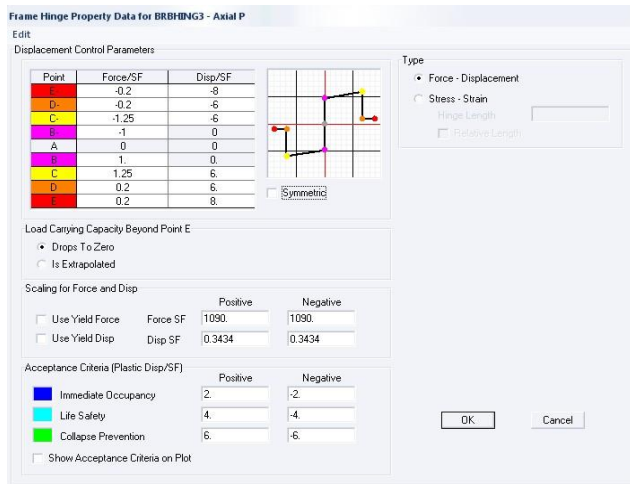 Frame Hinge Property Data for BRBHING3 - Axial P
Edit
Displacement Control Parameters
Point Force/SF Disp/SF
E- -0.2 -8
D- -0.2 -6
C- -1.25 -6
B- -1 0
A 0 0
B 1. 0.
C 1.25 6.
D 0.2 6.
E 0.2 8.
Symmetric
Type
Force - Displacement
Stress - Strain
Hinge Length
Relative Length
Load Carrying Capacity Beyond Point E
Drops To Zero
Is Extrapolated
Scaling for Force and Disp
Positive Negative
Use Yield Force Force SF 1090. 1090.
Use Yield Disp Disp SF 0.3434 0.3434
Acceptance Criteria (Plastic Disp/SF)
Positive Negative
Immediate Occupancy 2. -2.
Life Safety 4. -4.
Collapse Prevention 6. -6.
Show Acceptance Criteria on Plot
OK Cancel